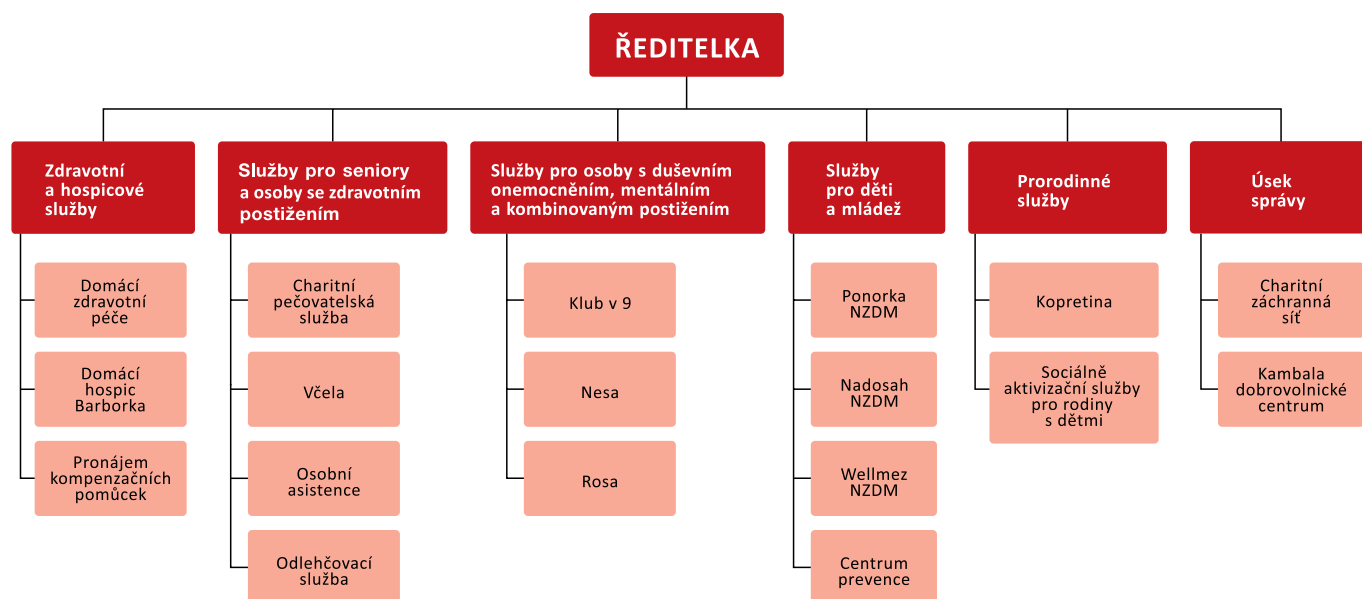 ŘEDITELKA
Zdravotní
a hospicové
služby
Domácí
zdravotní
péče
Domácí
hospic
Barborka
Pronájem
kompenzačních
pomůcek
Služby pro seniory
a osoby se zdravotním
postižením
Charitní
pečovatelská
služba
Včela
Osobní
asistence
Odlehčovací
služba
Služby pro osoby s duševním
onemocněním, mentálním
a kombinovaným postižením
Klub v 9
Nesa
Rosa
Služby
pro děti
a mládež
Ponorka
NZDM
Nadosah
NZDM
Wellmez
NZDM
Centrum
prevence
Prorodinné
služby
Kopretina
Sociálně
aktivizační služby
pro rodiny
s dětmi
Úsek
správy
Charitní
záchranná
síť
Kambala
dobrovolnické
centrum